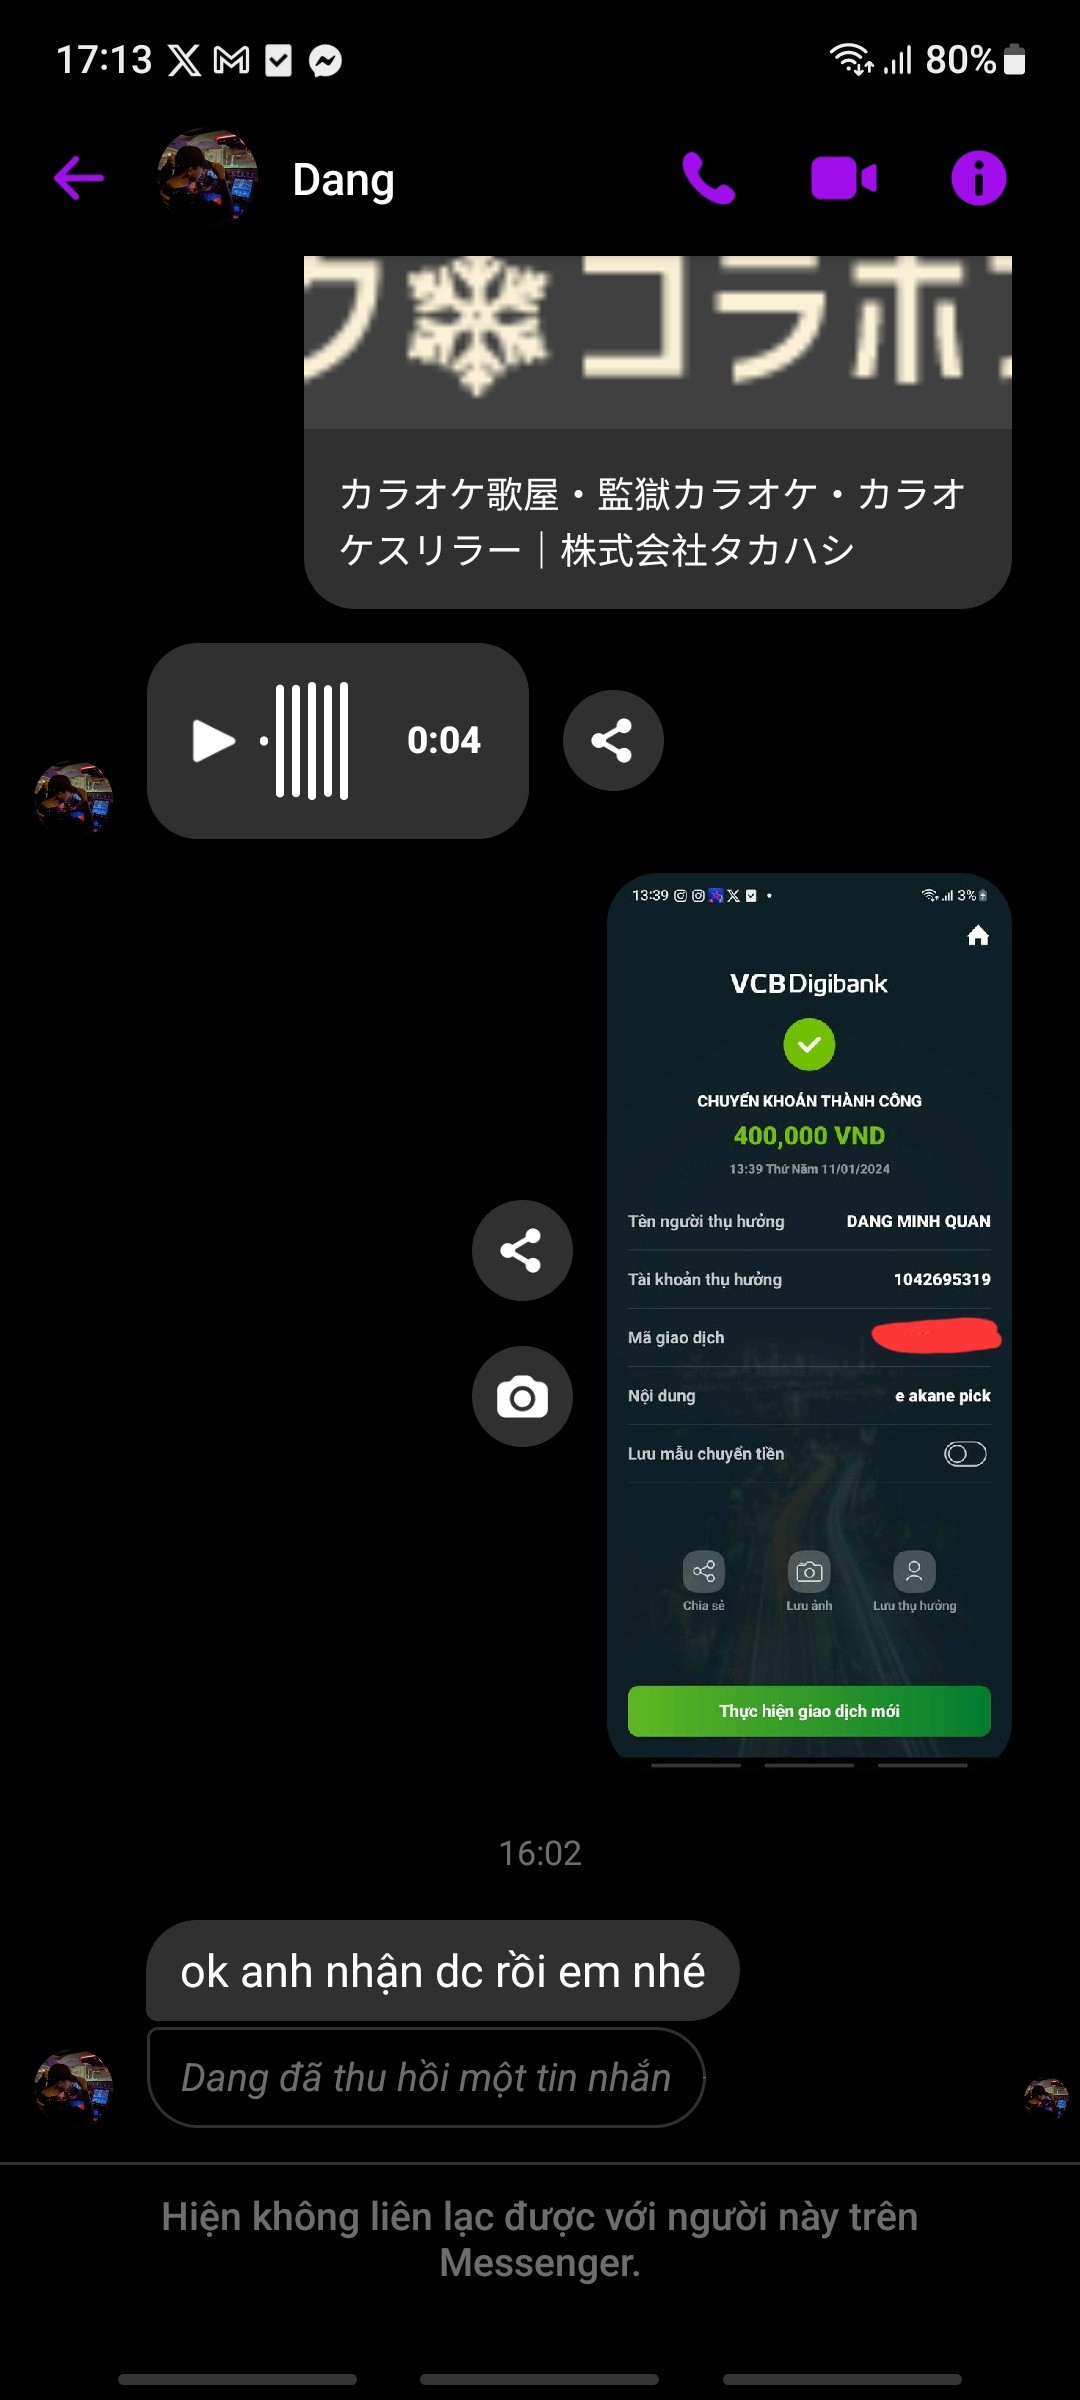 17:13
80%
Dang
ク❄コラボ
カラオケ歌屋・監獄カラオケ・カラオ
ケスリラー｜株式会社タカハシ
0:04
13:39
3%
VCBDigibank
CHUYỂN KHOẢN THÀNH CÔNG
400,000 VND
13:39 Thứ Năm 11/01/2024
Tên người thụ hưởng DANG MINH QUAN
Tài khoản thụ hưởng 1042695319
Mã giao dịch
Nội dung e akane pick
Lưu mẫu chuyển tiền
Chia sẻ Lưu ảnh Lưu thụ hưởng
Thực hiện giao dịch mới
16:02
ok anh nhận dc rồi em nhé
Dang đã thu hồi một tin nhắn
Hiện không liên lạc được với người này trên
Messenger.